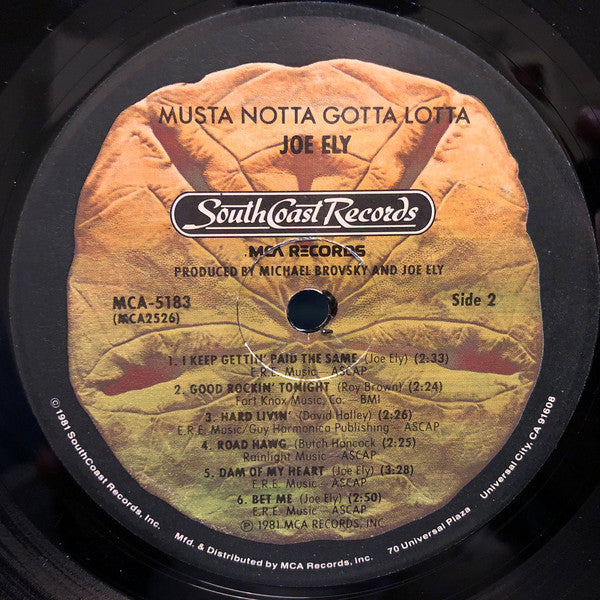 MUSTA NOTTA GOTTA LOTTA
JOE ELY
SouthCoast Records
MCA RECORDS
PRODUCED BY MICHAEL BROVSKY AND JOE ELY
MCA-5183
(MCA2526)
Side 2
1. I KEEP GETTIN' PAID THE SAME (Joe Ely) (2:33)
E.R.E. Music – ASCAP
2. GOOD ROCKIN' TONIGHT (Roy Brown) (2:24)
Fort Knox Music, Co. – BMI
3. HARD LIVIN' (David Halley) (2:26)
E.R.E. Music/Guy Harmonica Publishing – ASCAP
4. ROAD HAWG (Butch Hancock) (2:25)
Rainlight Music – ASCAP
5. DAM OF MY HEART (Joe Ely) (3:28)
E.R.E. Music – ASCAP
6. BET ME (Joe Ely) (2:50)
E.R.E. Music – ASCAP
℗ 1981 MCA RECORDS, INC.
© 1981 SouthCoast Records, Inc. Mfd. & Distributed by MCA Records, Inc. 70 Universal Plaza Universal City, CA 91608